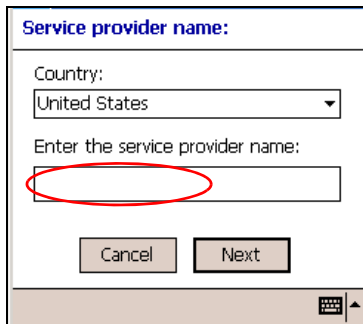 Service provider name:
Country:
United States
Enter the service provider name:
Cancel
Next